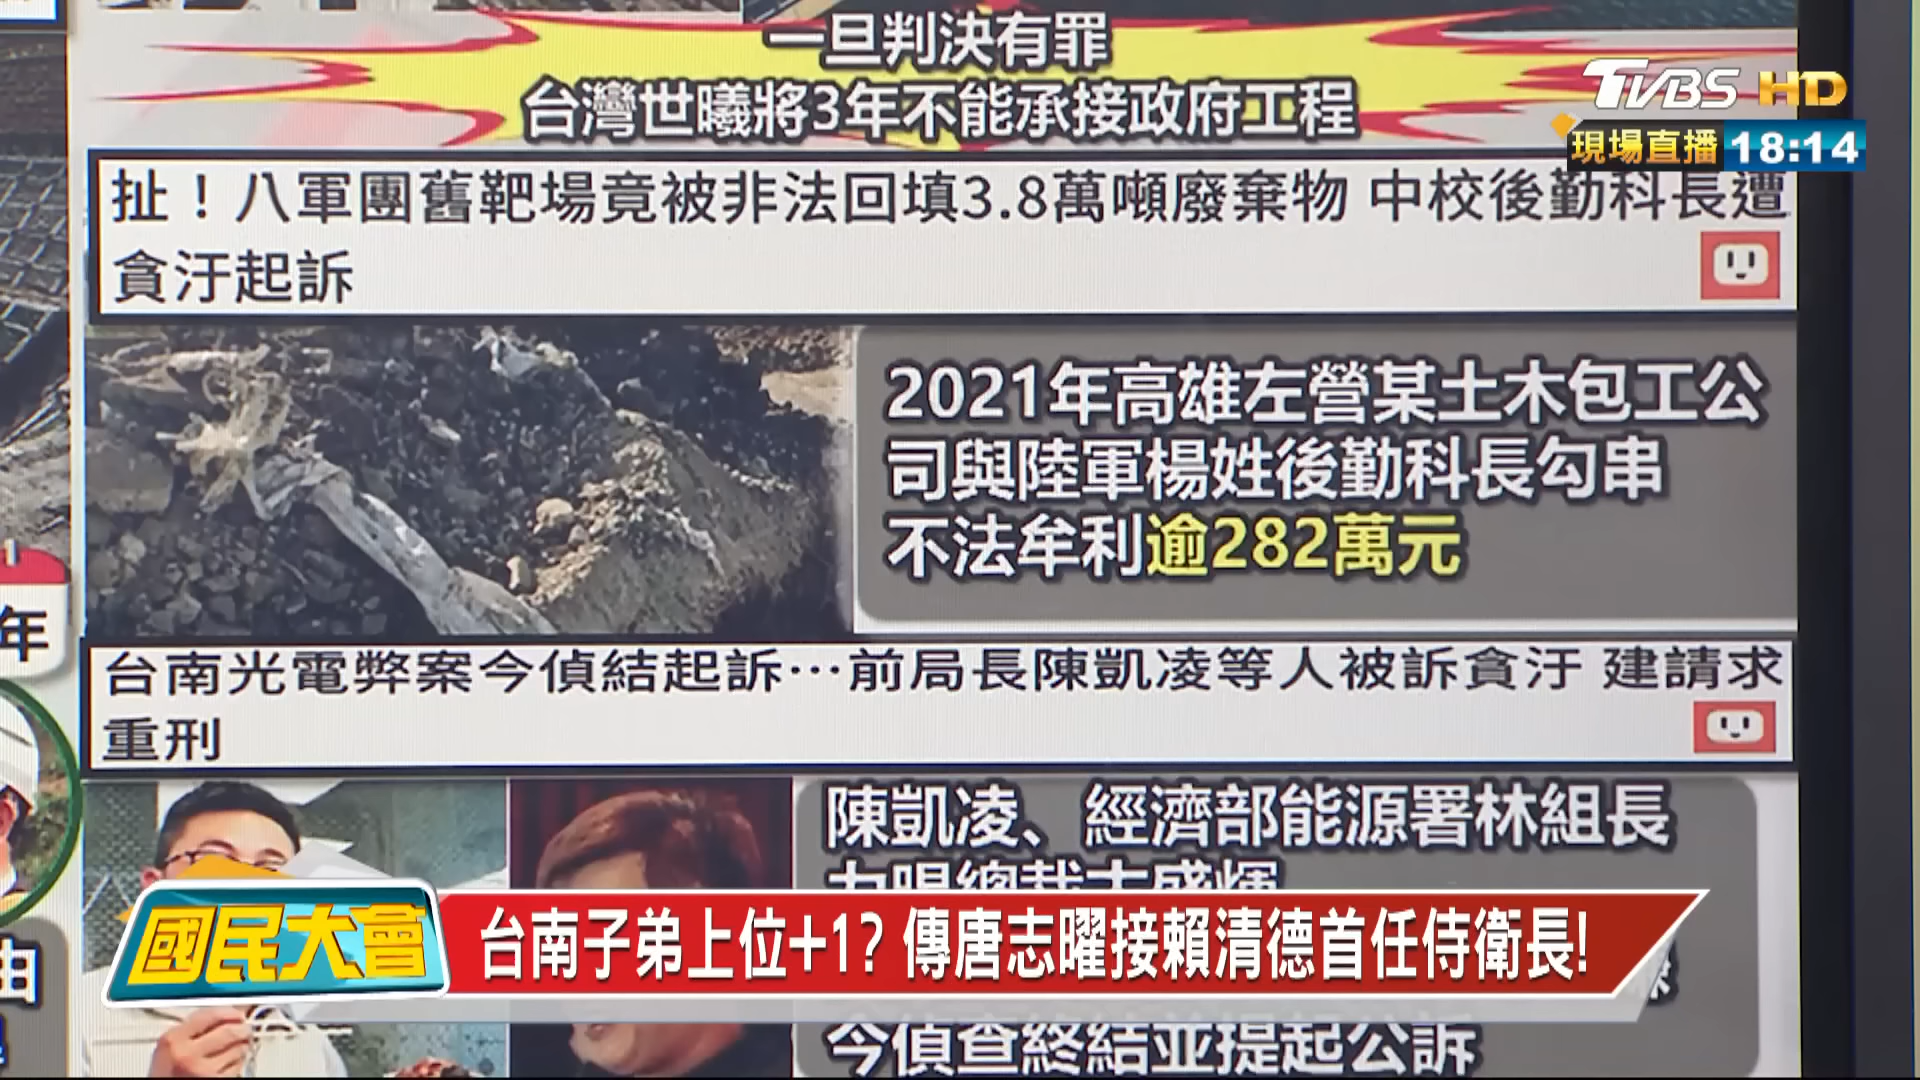 一旦判決有罪
台灣世曦將3年不能承接政府工程
TVBS HD
現場直播 18:14
扯！八軍團舊靶場竟被非法回填3.8萬噸廢棄物 中校後勤科長遭
貪汙起訴
2021年高雄左營某土木包工公
司與陸軍楊姓後勤科長勾串
不法牟利逾282萬元
年
台南光電弊案今偵結起訴…前局長陳凱凌等人被訴貪汙 建請求
重刑
陳凱凌、經濟部能源署林組長
國民大會
台南子弟上位+1? 傳唐志曜接賴清德首任侍衛長!
由
今偵查終結並提起公訴